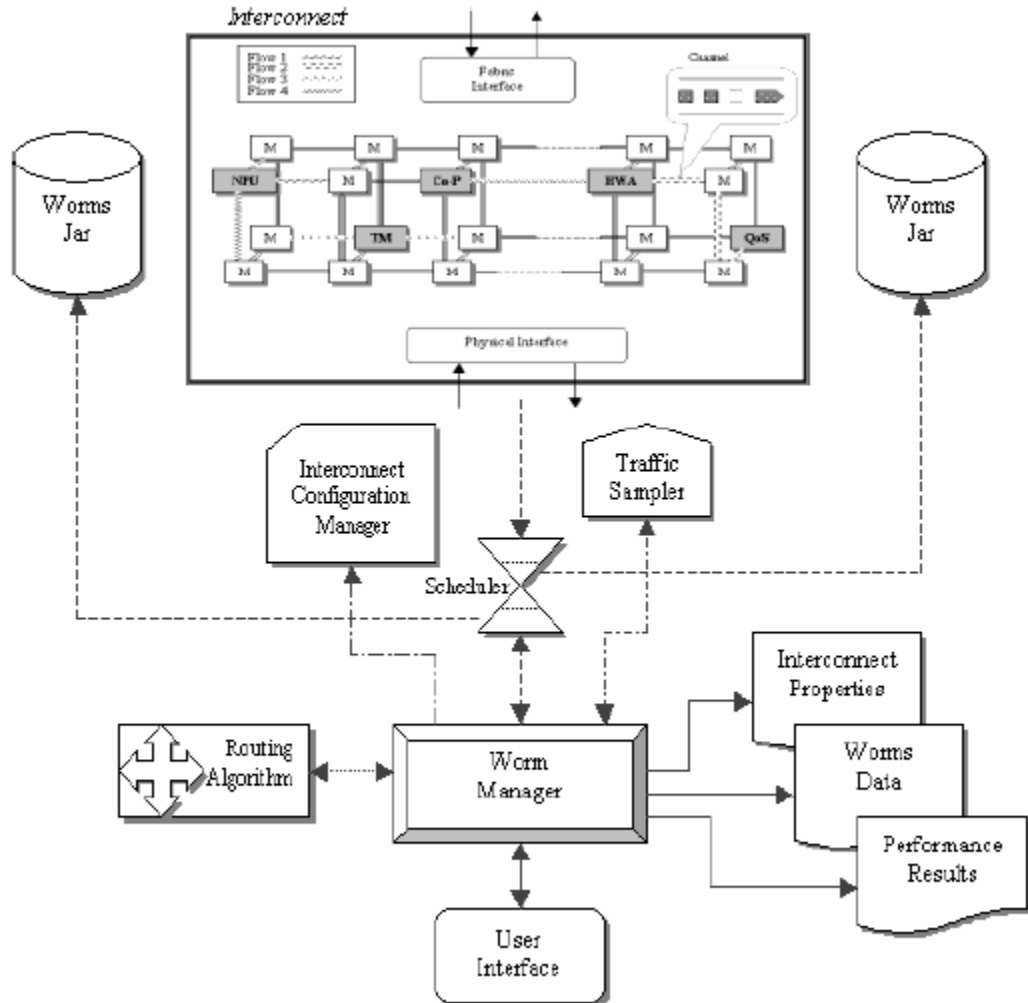 Interconnect
Flow 1
Flow 2
Flow 3
Flow 4
Fabric
Interface
Channel
M M M M M
NPU M Co-P HWA M
M TM M M QoS
M M M M M
Physical Interface
Worms
Jar
Worms
Jar
Interconnect
Configuration
Manager
Traffic
Sampler
Scheduler
Interconnect
Properties
Routing
Algorithm
Worm
Manager
Worms
Data
Performance
Results
User
Interface